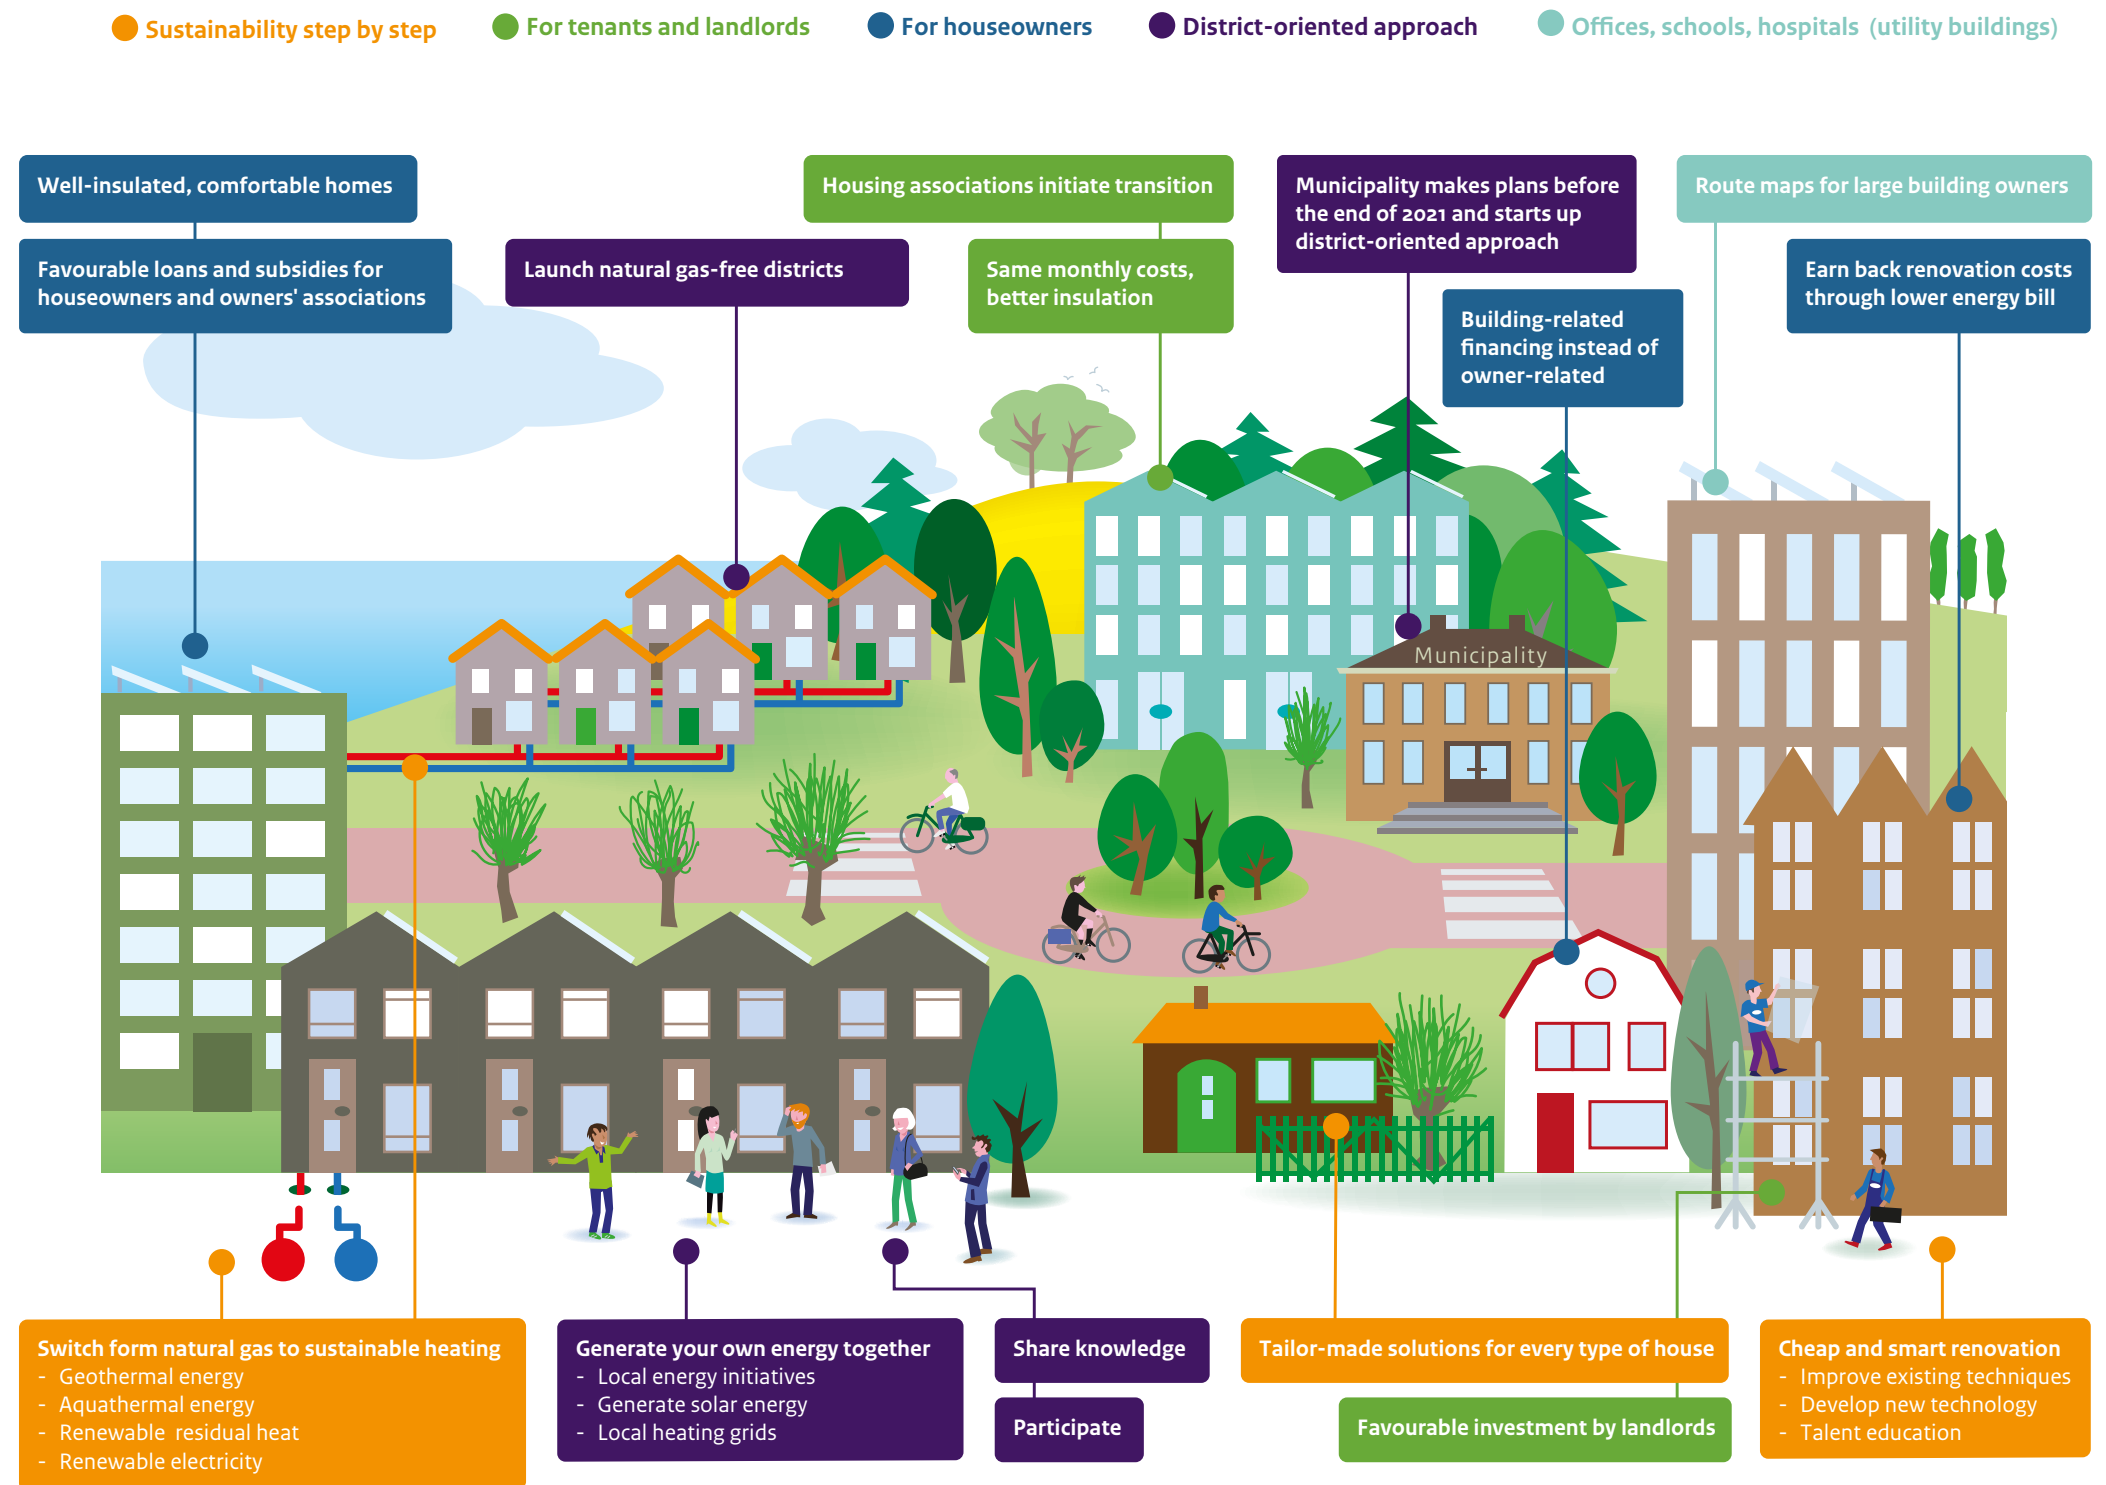 Sustainability step by step
For tenants and landlords
For houseowners
District-oriented approach
Offices, schools, hospitals (utility buildings)
Well-insulated, comfortable homes
Favourable loans and subsidies for
houseowners and owners' associations
Launch natural gas-free districts
Housing associations initiate transition
Same monthly costs,
better insulation
Municipality makes plans before
the end of 2021 and starts up
district-oriented approach
Building-related
financing instead of
owner-related
Route maps for large building owners
Earn back renovation costs
through lower energy bill
Municipality
Switch form natural gas to sustainable heating
- Geothermal energy
- Aquathermal energy
- Renewable residual heat
- Renewable electricity
Generate your own energy together
- Local energy initiatives
- Generate solar energy
- Local heating grids
Share knowledge
Participate
Tailor-made solutions for every type of house
Favourable investment by landlords
Cheap and smart renovation
- Improve existing techniques
- Develop new technology
- Talent education